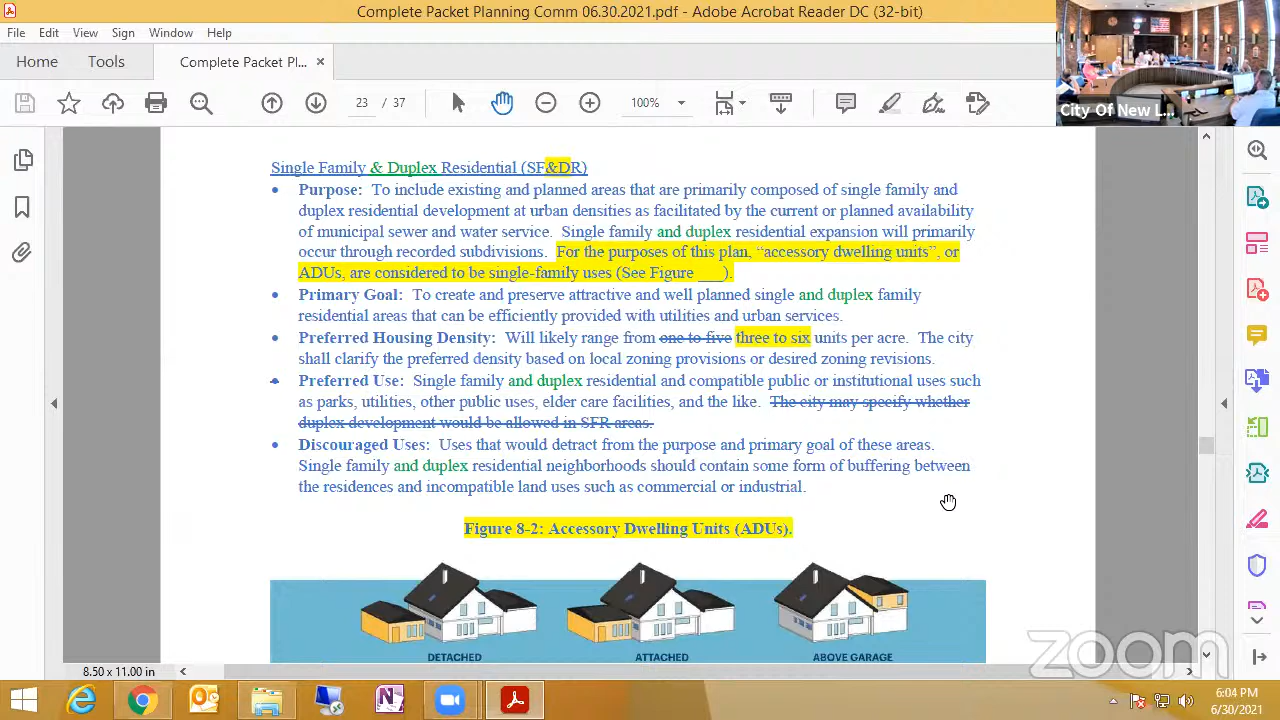 Complete Packet Planning Comm 06.30.2021.pdf - Adobe Acrobat Reader DC (32-bit)
File Edit View Sign Window Help
Home Tools Complete Packet Pl... ×
23 / 37 100%
City Of New L...
Single Family & Duplex Residential (SF&DR)
• Purpose: To include existing and planned areas that are primarily composed of single family and
duplex residential development at urban densities as facilitated by the current or planned availability
of municipal sewer and water service. Single family and duplex residential expansion will primarily
occur through recorded subdivisions. For the purposes of this plan, “accessory dwelling units”, or
ADUs, are considered to be single-family uses (See Figure ___).
• Primary Goal: To create and preserve attractive and well planned single and duplex family
residential areas that can be efficiently provided with utilities and urban services.
• Preferred Housing Density: Will likely range from one to five three to six units per acre. The city
shall clarify the preferred density based on local zoning provisions or desired zoning revisions.
• Preferred Use: Single family and duplex residential and compatible public or institutional uses such
as parks, utilities, other public uses, elder care facilities, and the like. The city may specify whether
duplex development would be allowed in SFR areas.
• Discouraged Uses: Uses that would detract from the purpose and primary goal of these areas.
Single family and duplex residential neighborhoods should contain some form of buffering between
the residences and incompatible land uses such as commercial or industrial.
Figure 8-2: Accessory Dwelling Units (ADUs).
DETACHED ATTACHED ABOVE GARAGE
zoom
8.50 x 11.00 in
6:04 PM
6/30/2021